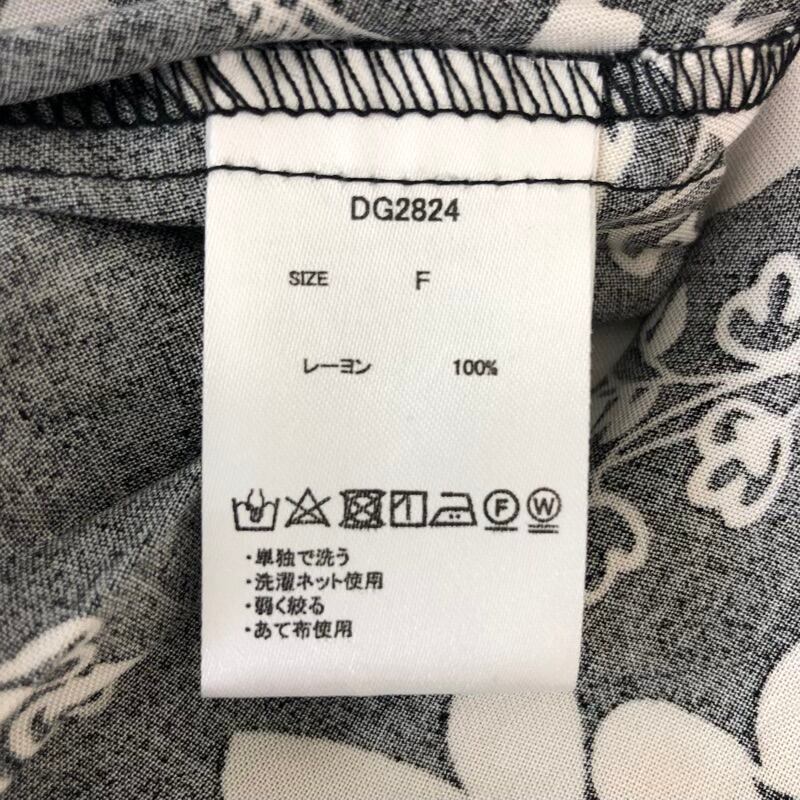 DG2824
SIZE F
レーヨン 100%
F W
・単独で洗う
・洗濯ネット使用
・弱く絞る
・あて布使用